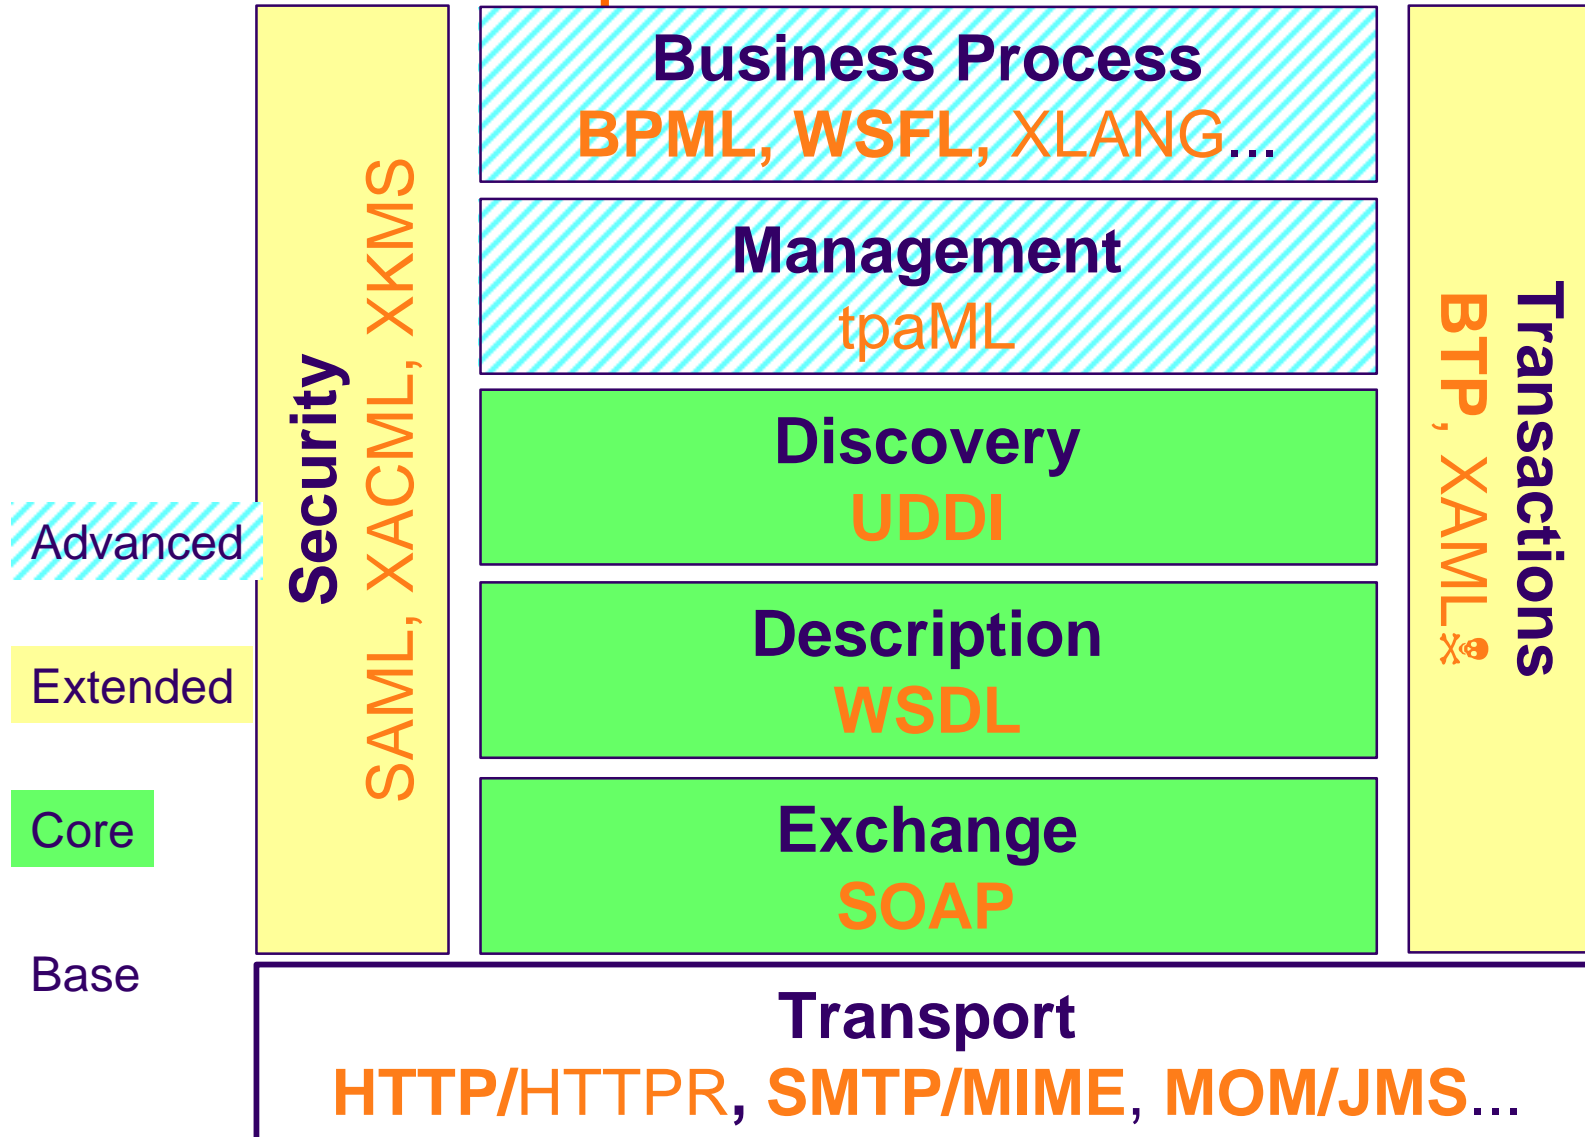 Business Process
BPML, WSFL, XLANG...
Management
tpaML
Discovery
UDDI
Description
WSDL
Exchange
SOAP
Security
SAML, XACML, XKMS
Transactions
BTP, XAML☠
Advanced
Extended
Core
Base
Transport
HTTP/HTTPR, SMTP/MIME, MOM/JMS...